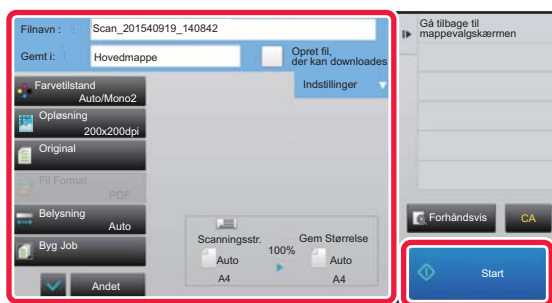 Filnavn :
Scan_201540919_140842
Gemt i:
Hovedmappe
Opret fil,
der kan downloades
Indstillinger
Farvetilstand
Auto/Mono2
Opløsning
200x200dpi
Original
Fil Format
PDF
Belysning
Auto
Byg Job
Andet
Scanningsstr.
Auto
A4
100%
Gem Størrelse
Auto
A4
Gå tilbage til
mappevalgskærmen
Forhåndsvis
CA
Start